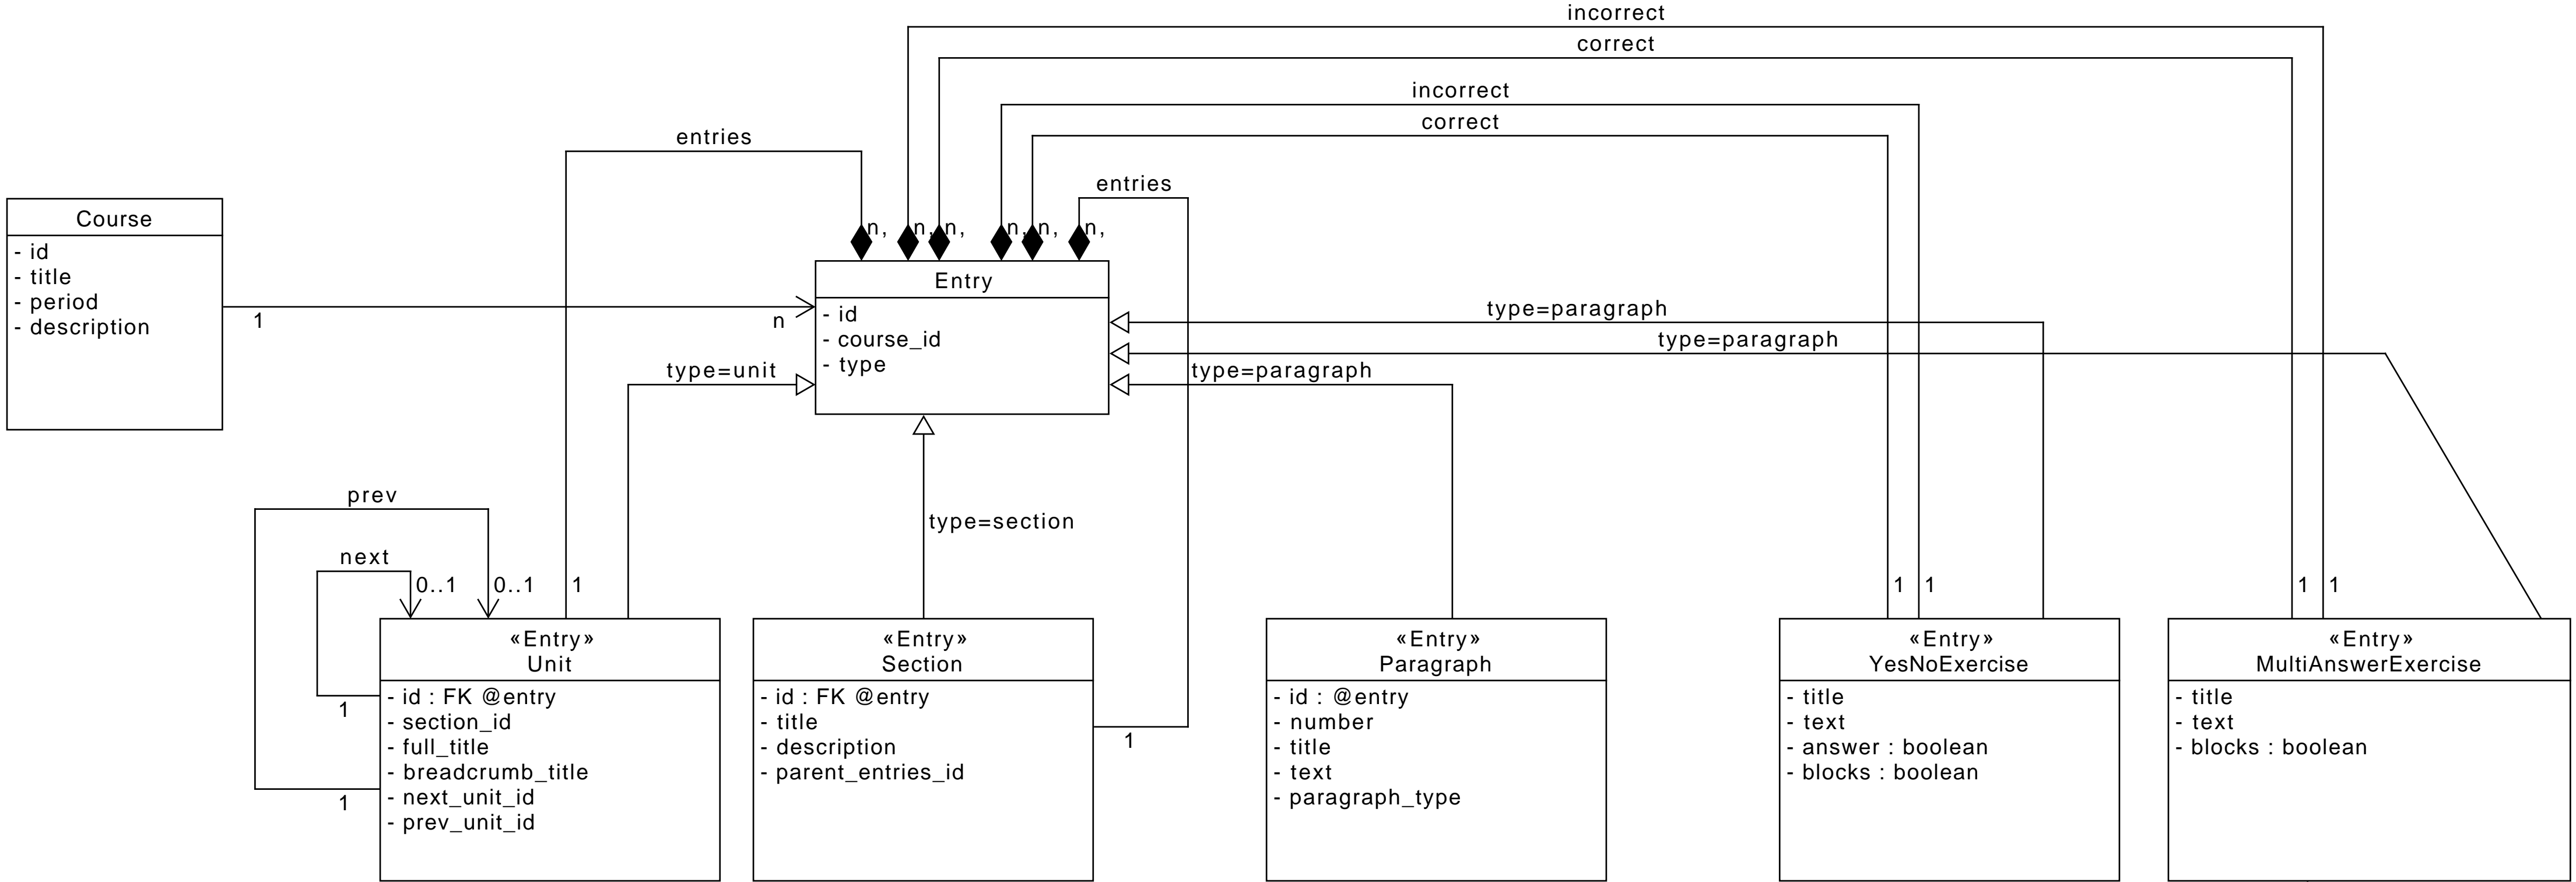 incorrect
correct
incorrect
correct
entries
entries
n,
n,
n,
n,
n,
n,
Course
- id
- title
- period
- description
1
n
Entry
- id
- course_id
- type
type=paragraph
type=paragraph
type=unit
type=paragraph
type=section
prev
next
0..1
0..1
1
1
1
1
1
«Entry»
Unit
- id : FK @entry
- section_id
- full_title
- breadcrumb_title
- next_unit_id
- prev_unit_id
1
1
«Entry»
Section
- id : FK @entry
- title
- description
- parent_entries_id
1
«Entry»
Paragraph
- id : @entry
- number
- title
- text
- paragraph_type
«Entry»
YesNoExercise
- title
- text
- answer : boolean
- blocks : boolean
«Entry»
MultiAnswerExercise
- title
- text
- blocks : boolean